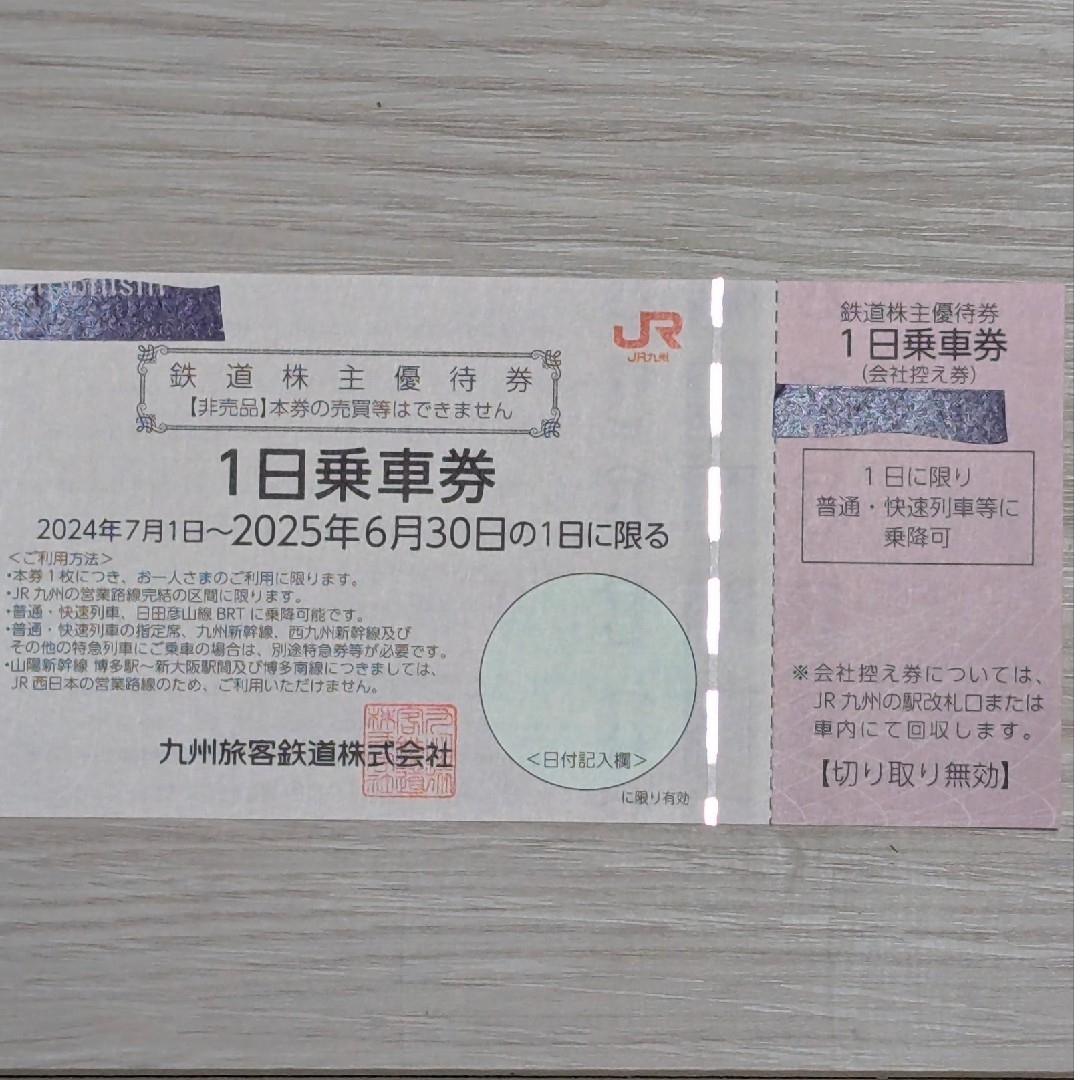 JR
JR九州
鉄道株主優待券
【非売品】本券の売買等はできません
1日乗車券
2024年7月1日～2025年6月30日の1日に限る
＜ご利用方法＞
・本券1枚につき、お一人さまのご利用に限ります。
・JR九州の営業路線完結の区間に限ります。
・普通・快速列車、日田彦山線BRTに乗降可能です。
・普通・快速列車の指定席、九州新幹線、西九州新幹線及び
その他の特急列車にご乗車の場合は、別途特急券等が必要です。
・山陽新幹線 博多駅～新大阪駅間及び博多南線につきましては、
JR西日本の営業路線のため、ご利用いただけません。
九州旅客鉄道株式会社
＜日付記入欄＞
に限り有効
鉄道株主優待券
1日乗車券
(会社控え券)
1日に限り
普通・快速列車等に
乗降可
※会社控え券については、
JR九州の駅改札口または
車内にて回収します。
【切り取り無効】